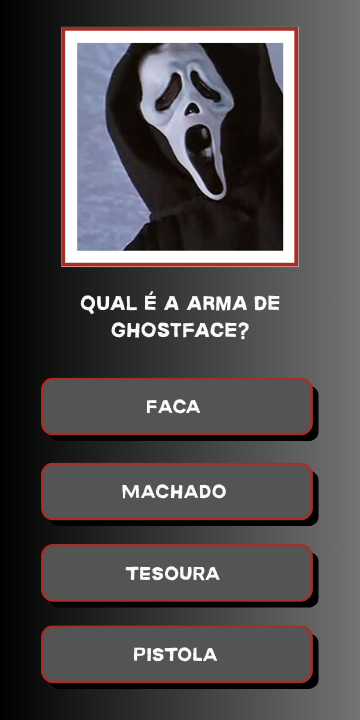 QUAL É A ARMA DE
GHOSTFACE?
FACA
MACHADO
TESOURA
PISTOLA